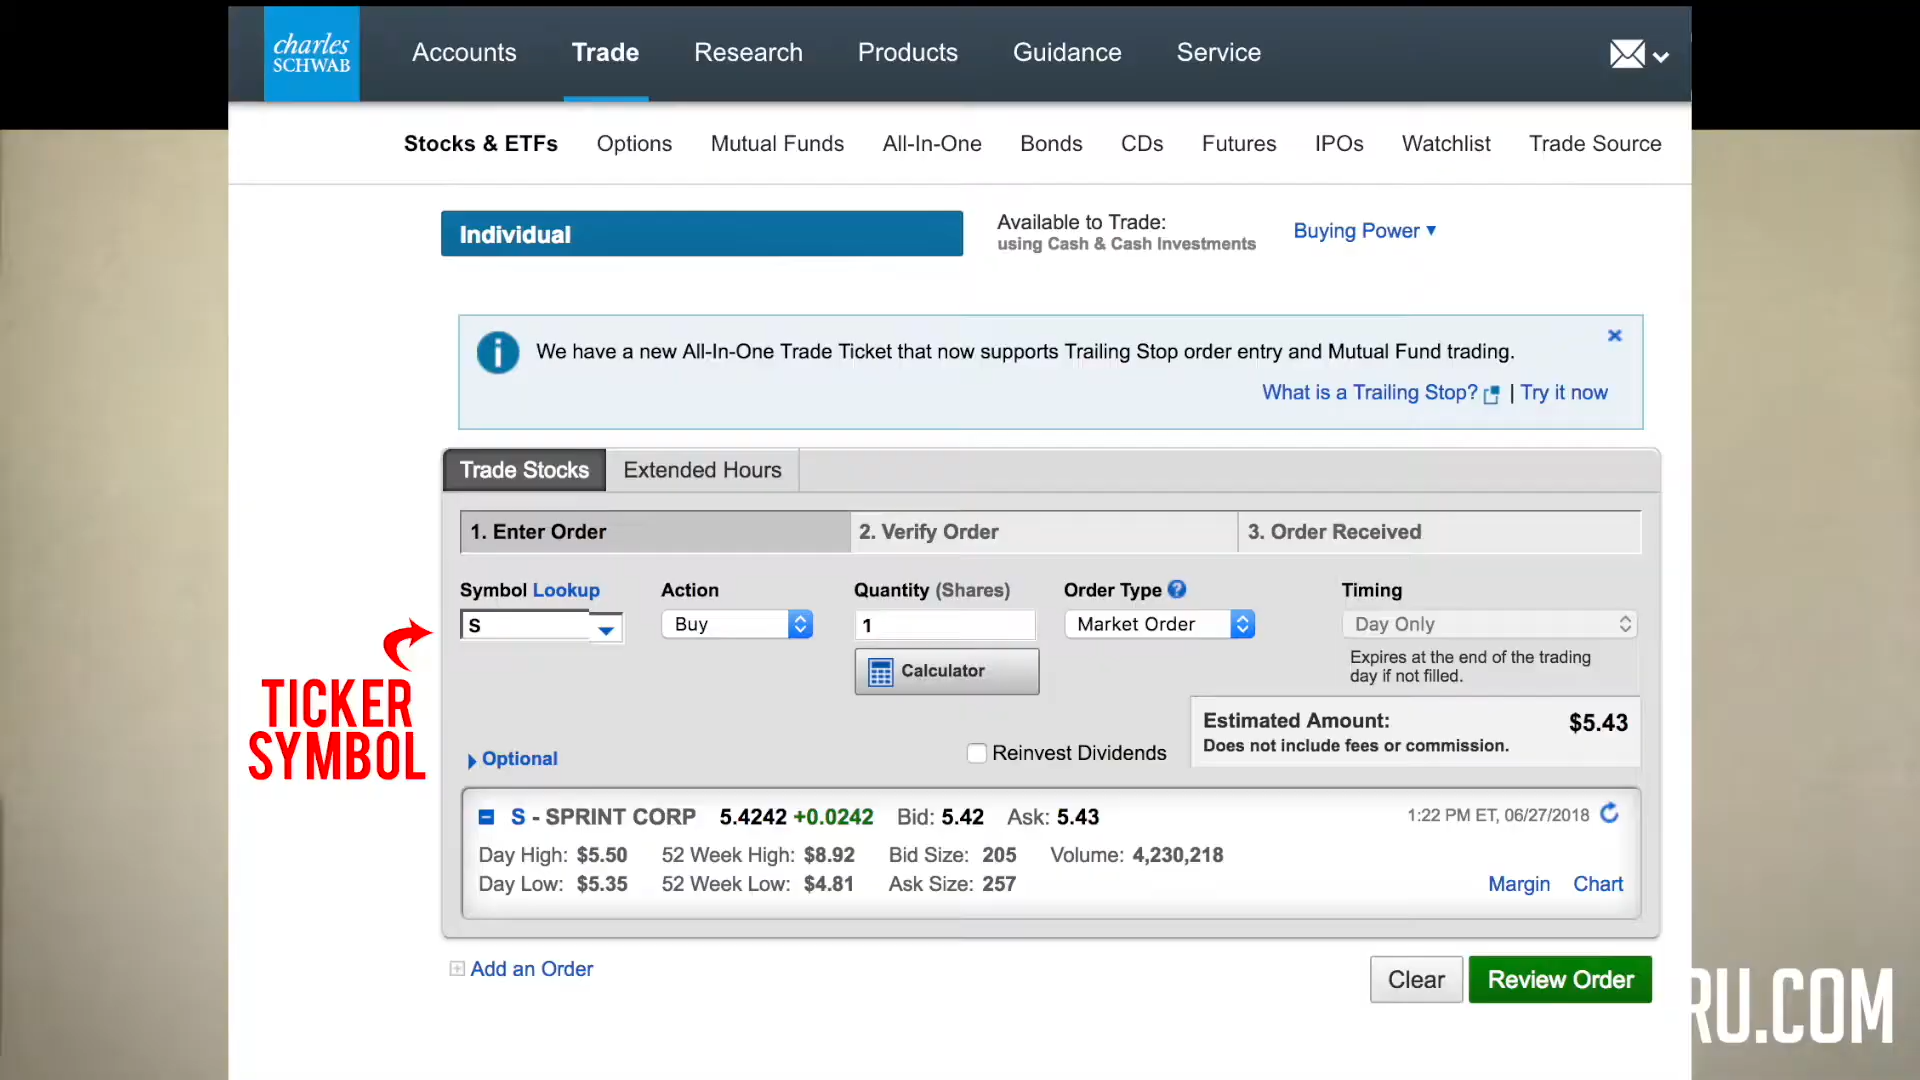 charles
SCHWAB
Accounts Trade Research Products Guidance Service
Stocks & ETFs Options Mutual Funds All-In-One Bonds CDs Futures IPOs Watchlist Trade Source
Individual
Available to Trade:
using Cash & Cash Investments
Buying Power
We have a new All-In-One Trade Ticket that now supports Trailing Stop order entry and Mutual Fund trading.
What is a Trailing Stop? | Try it now
Trade Stocks Extended Hours
1. Enter Order 2. Verify Order 3. Order Received
Symbol Lookup Action Quantity (Shares) Order Type ? Timing
S Buy 1 Market Order Day Only
Calculator
Expires at the end of the trading
day if not filled.
TICKER
SYMBOL
Estimated Amount: $5.43
Does not include fees or commission.
Optional
Reinvest Dividends
S - SPRINT CORP 5.4242 +0.0242 Bid: 5.42 Ask: 5.43 1:22 PM ET, 06/27/2018
Day High: $5.50 52 Week High: $8.92 Bid Size: 205 Volume: 4,230,218
Day Low: $5.35 52 Week Low: $4.81 Ask Size: 257 Margin Chart
Add an Order
Clear Review Order
RU.COM